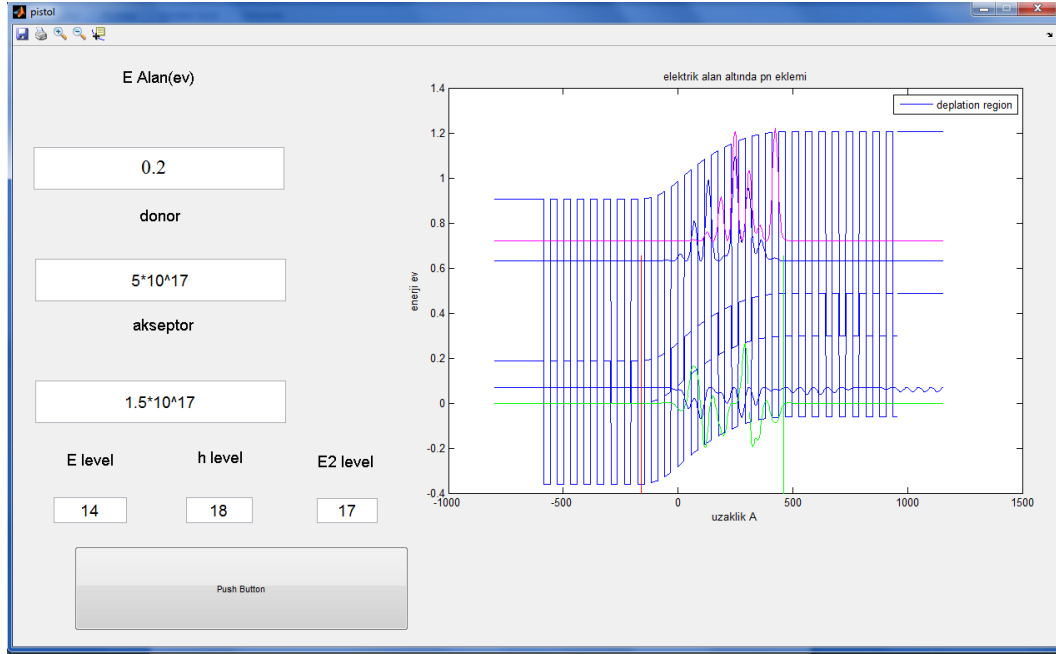 pistol
E Alan(ev)
0.2
donor
5*10^17
akseptor
1.5*10^17
E level
h level
E2 level
14
18
17
Push Button
elektrik alan altında pn eklemi
deplation region
enerji ev
1.4
1.2
1
0.8
0.6
0.4
0.2
0
-0.2
-0.4
-1000
-500
0
500
1000
1500
uzaklik A